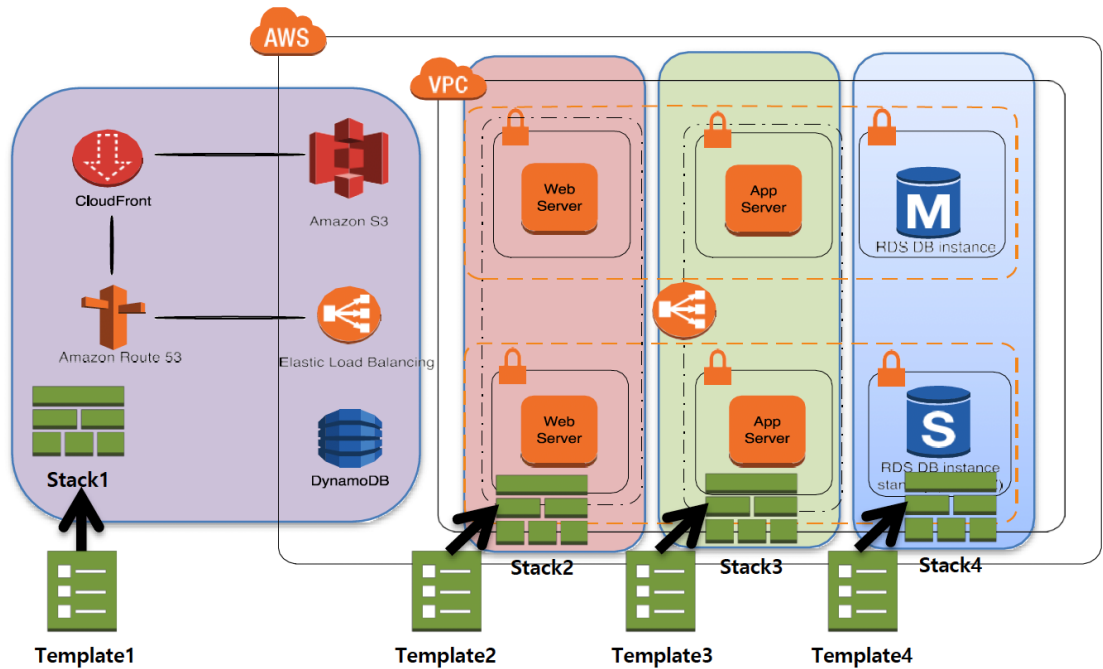 AWS
VPC
CloudFront
Amazon S3
Web
Server
App
Server
M
RDS DB instance
Amazon Route 53
Elastic Load Balancing
Web
Server
App
Server
S
RDS DB instance
DynamoDB
Stack1
Stack2
Stack3
Stack4
Template1
Template2
Template3
Template4